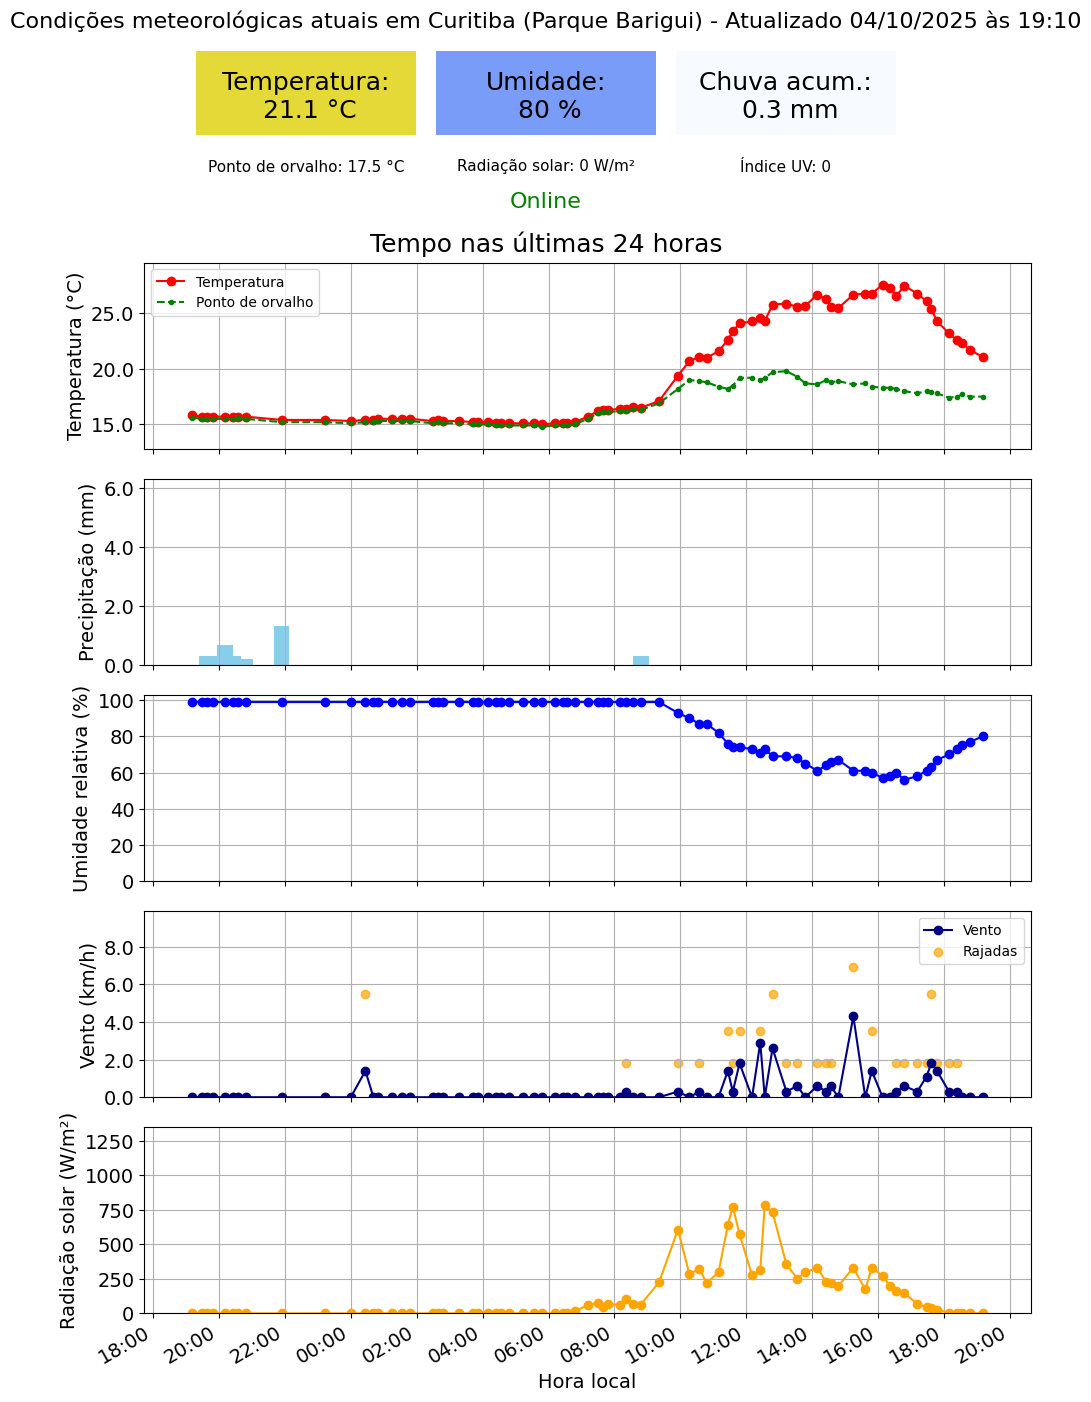 Condições meteorológicas atuais em Curitiba (Parque Barigui) - Atualizado 04/10/2025 às 19:10
Temperatura:
21.1 °C
Umidade:
80 %
Chuva acum.:
0.3 mm
Ponto de orvalho: 17.5 °C
Radiação solar: 0 W/m²
Índice UV: 0
Online
Tempo nas últimas 24 horas
Temperatura (°C)
25.0
20.0
15.0
Temperatura
Ponto de orvalho
Precipitação (mm)
6.0
4.0
2.0
0.0
Umidade relativa (%)
100
80
60
40
20
0
Vento (km/h)
8.0
6.0
4.0
2.0
0.0
Vento
Rajadas
Radiação solar (W/m²)
1250
1000
750
500
250
0
18:00
20:00
22:00
00:00
02:00
04:00
06:00
08:00
10:00
12:00
14:00
16:00
18:00
20:00
Hora local